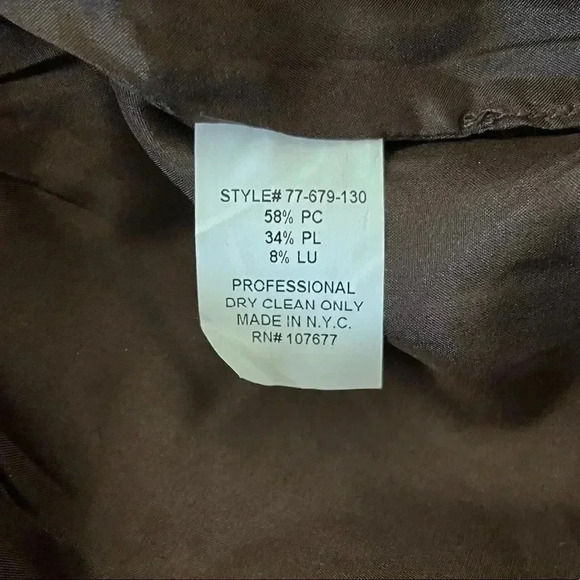 STYLE# 77-679-130
58% PC
34% PL
8% LU
PROFESSIONAL
DRY CLEAN ONLY
MADE IN N.Y.C.
RN# 107677